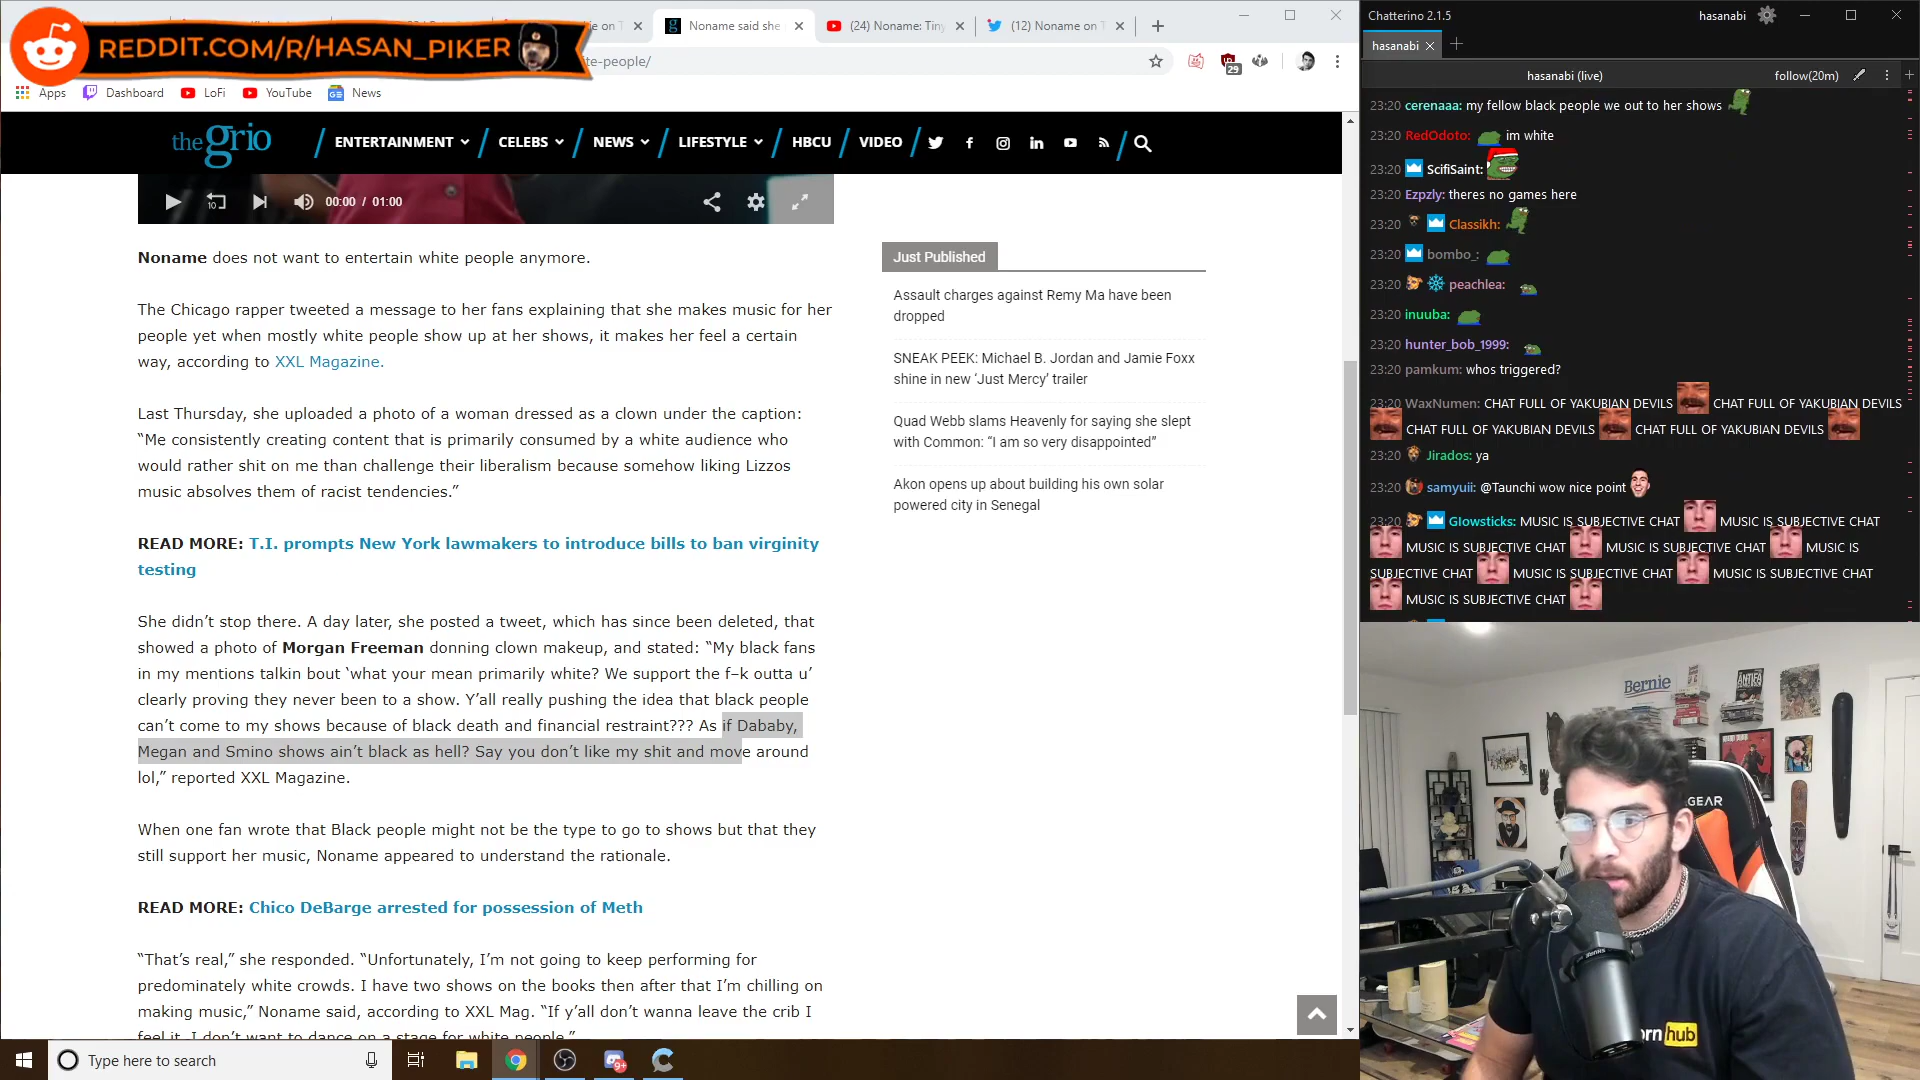 REDDIT.COM/R/HASAN_PIKER
Noname said she
(24) Noname: Tiny
(12) Noname on T
te-people/
29
Apps
Dashboard
LoFi
YouTube
News
the grio
ENTERTAINMENT
CELEBS
NEWS
LIFESTYLE
HBCU
VIDEO
10
00:00 / 01:00
Noname does not want to entertain white people anymore.
The Chicago rapper tweeted a message to her fans explaining that she makes music for her
people yet when mostly white people show up at her shows, it makes her feel a certain
way, according to XXL Magazine.
Last Thursday, she uploaded a photo of a woman dressed as a clown under the caption:
“Me consistently creating content that is primarily consumed by a white audience who
would rather shit on me than challenge their liberalism because somehow liking Lizzos
music absolves them of racist tendencies.”
READ MORE: T.I. prompts New York lawmakers to introduce bills to ban virginity
testing
She didn’t stop there. A day later, she posted a tweet, which has since been deleted, that
showed a photo of Morgan Freeman donning clown makeup, and stated: “My black fans
in my mentions talkin bout ‘what your mean primarily white? We support the f–k outta u’
clearly proving they never been to a show. Y’all really pushing the idea that black people
can’t come to my shows because of black death and financial restraint??? As if Dababy,
Megan and Smino shows ain’t black as hell? Say you don’t like my shit and move around
lol,” reported XXL Magazine.
When one fan wrote that Black people might not be the type to go to shows but that they
still support her music, Noname appeared to understand the rationale.
READ MORE: Chico DeBarge arrested for possession of Meth
“That’s real,” she responded. “Unfortunately, I’m not going to keep performing for
predominately white crowds. I have two shows on the books then after that I’m chilling on
making music,” Noname said, according to XXL Mag. “If y’all don’t wanna leave the crib I
feel it. I don’t want to dance on a stage for white people.”
Just Published
Assault charges against Remy Ma have been
dropped
SNEAK PEEK: Michael B. Jordan and Jamie Foxx
shine in new ‘Just Mercy’ trailer
Quad Webb slams Heavenly for saying she slept
with Common: “I am so very disappointed”
Akon opens up about building his own solar
powered city in Senegal
Type here to search
9+
Chatterino 2.1.5
hasanabi
hasanabi
hasanabi (live)
follow(20m)
23:20 cerenaaa: my fellow black people we out to her shows
23:20 RedOdoto: im white
23:20 ScifiSaint:
23:20 Ezpzly: theres no games here
23:20 Classikh:
23:20 bombo_:
23:20 peachlea:
23:20 inuuba:
23:20 hunter_bob_1999:
23:20 pamkum: whos triggered?
23:20 WaxNumen: CHAT FULL OF YAKUBIAN DEVILS CHAT FULL OF YAKUBIAN DEVILS
CHAT FULL OF YAKUBIAN DEVILS CHAT FULL OF YAKUBIAN DEVILS
23:20 Jirados: ya
23:20 samyuii: @Taunchi wow nice point
23:20 Glowsticks: MUSIC IS SUBJECTIVE CHAT MUSIC IS SUBJECTIVE CHAT
MUSIC IS SUBJECTIVE CHAT MUSIC IS SUBJECTIVE CHAT MUSIC IS
SUBJECTIVE CHAT MUSIC IS SUBJECTIVE CHAT MUSIC IS SUBJECTIVE CHAT
MUSIC IS SUBJECTIVE CHAT
Bernie
ANTIFA
GEAR
hub